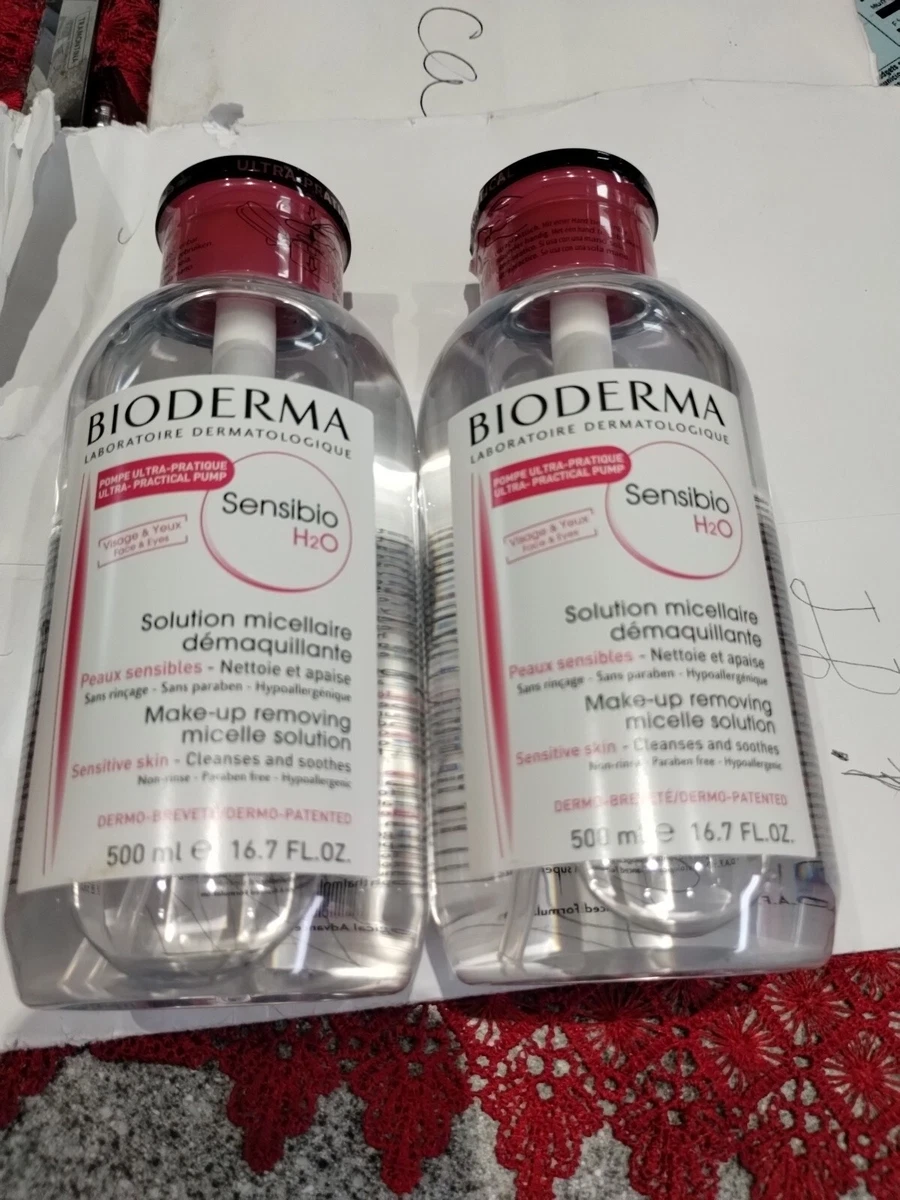 Ca
ULTRA-PRAT
BIODERMA
LABORATOIRE DERMATOLOGIQUE
POMPE ULTRA-PRATIQUE
ULTRA- PRACTICAL PUMP
Sensibio
H2O
Visage & Yeux
Face & Eyes
Solution micellaire
démaquillante
Peaux sensibles - Nettoie et apaise
Sans rinçage - Sans paraben - Hypoallergénique
Make-up removing
micelle solution
Sensitive skin - Cleanses and soothes
Non-rinse - Paraben free - Hypoallergenic
DERMO-BREVETÉ/DERMO-PATENTED
500 ml e 16.7 FL.OZ.
BIODERMA
LABORATOIRE DERMATOLOGIQUE
POMPE ULTRA-PRATIQUE
ULTRA- PRACTICAL PUMP
Sensibio
H2O
Visage & Yeux
Face & Eyes
Solution micellaire
démaquillante
Peaux sensibles - Nettoie et apaise
Sans rinçage - Sans paraben - Hypoallergénique
Make-up removing
micelle solution
Sensitive skin - Cleanses and soothes
Non-rinse - Paraben free - Hypoallergenic
DERMO-BREVETÉ/DERMO-PATENTED
500 ml e 16.7 FL.OZ.